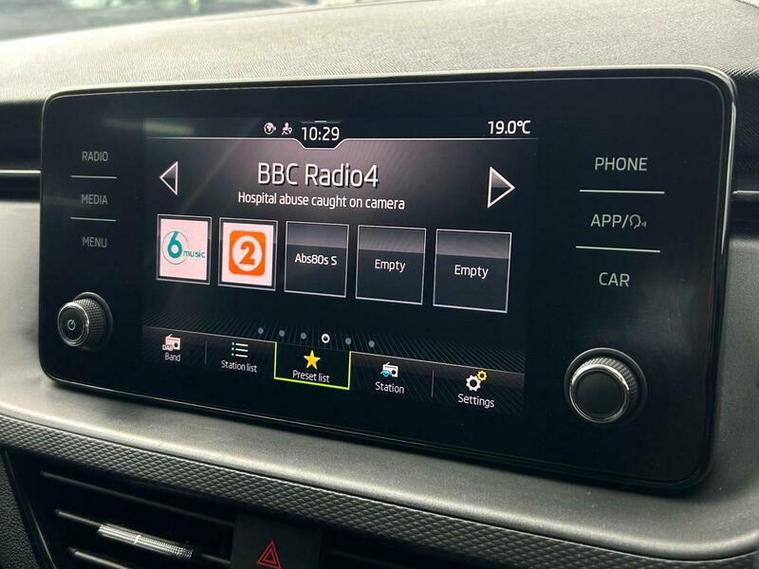 10:29
19.0°C
RADIO
MEDIA
MENU
BBC Radio4
Hospital abuse caught on camera
6 music
2
Abs80s S
Empty
Empty
DAB
Band
Station list
Preset list
Station
Settings
PHONE
APP/
CAR